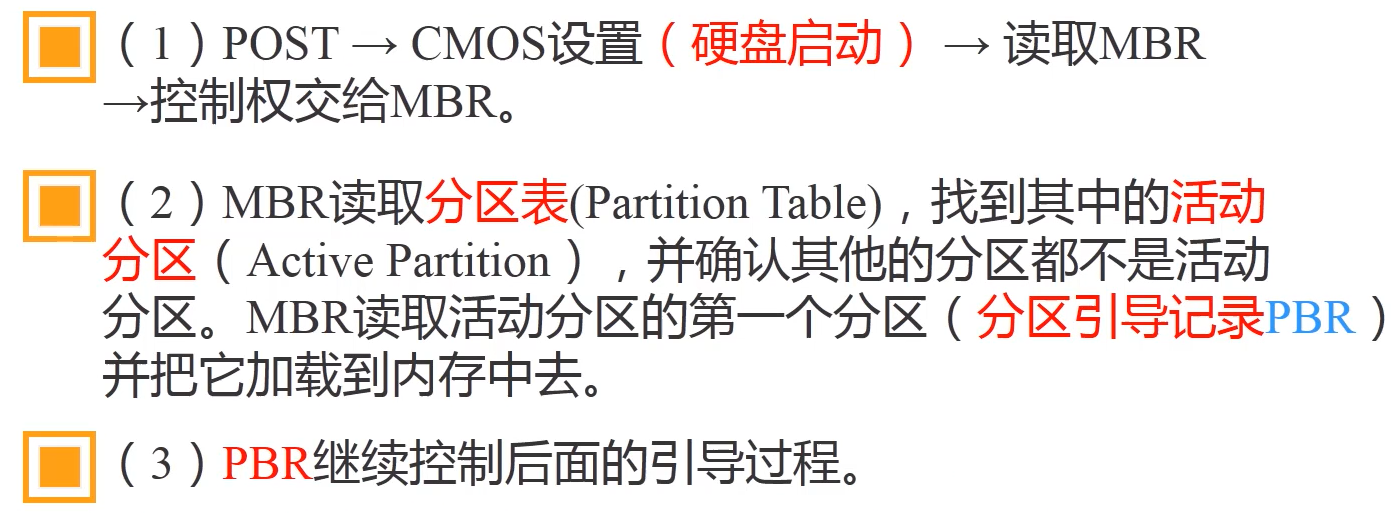 （1）POST → CMOS设置（硬盘启动） → 读取MBR
→控制权交给MBR。
（2）MBR读取分区表(Partition Table)，找到其中的活动
分区（Active Partition），并确认其他的分区都不是活动
分区。MBR读取活动分区的第一个分区（分区引导记录PBR）
并把它加载到内存中去。
（3）PBR继续控制后面的引导过程。